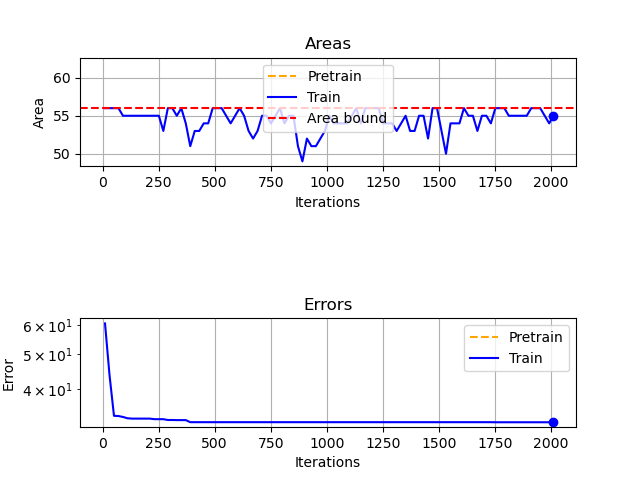 Areas
60
55
50
Area
Pretrain
Train
Area bound
0 250 500 750 1000 1250 1500 1750 2000
Iterations
Errors
6 × 10¹
5 × 10¹
4 × 10¹
Error
Pretrain
Train
0 250 500 750 1000 1250 1500 1750 2000
Iterations